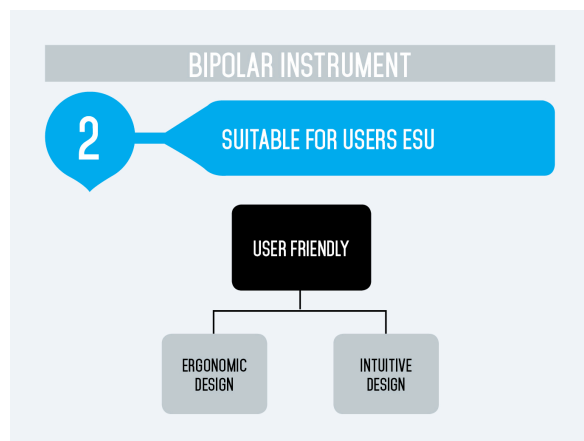 BIPOLAR INSTRUMENT
2
SUITABLE FOR USERS ESU
USER FRIENDLY
ERGONOMIC
DESIGN
INTUITIVE
DESIGN